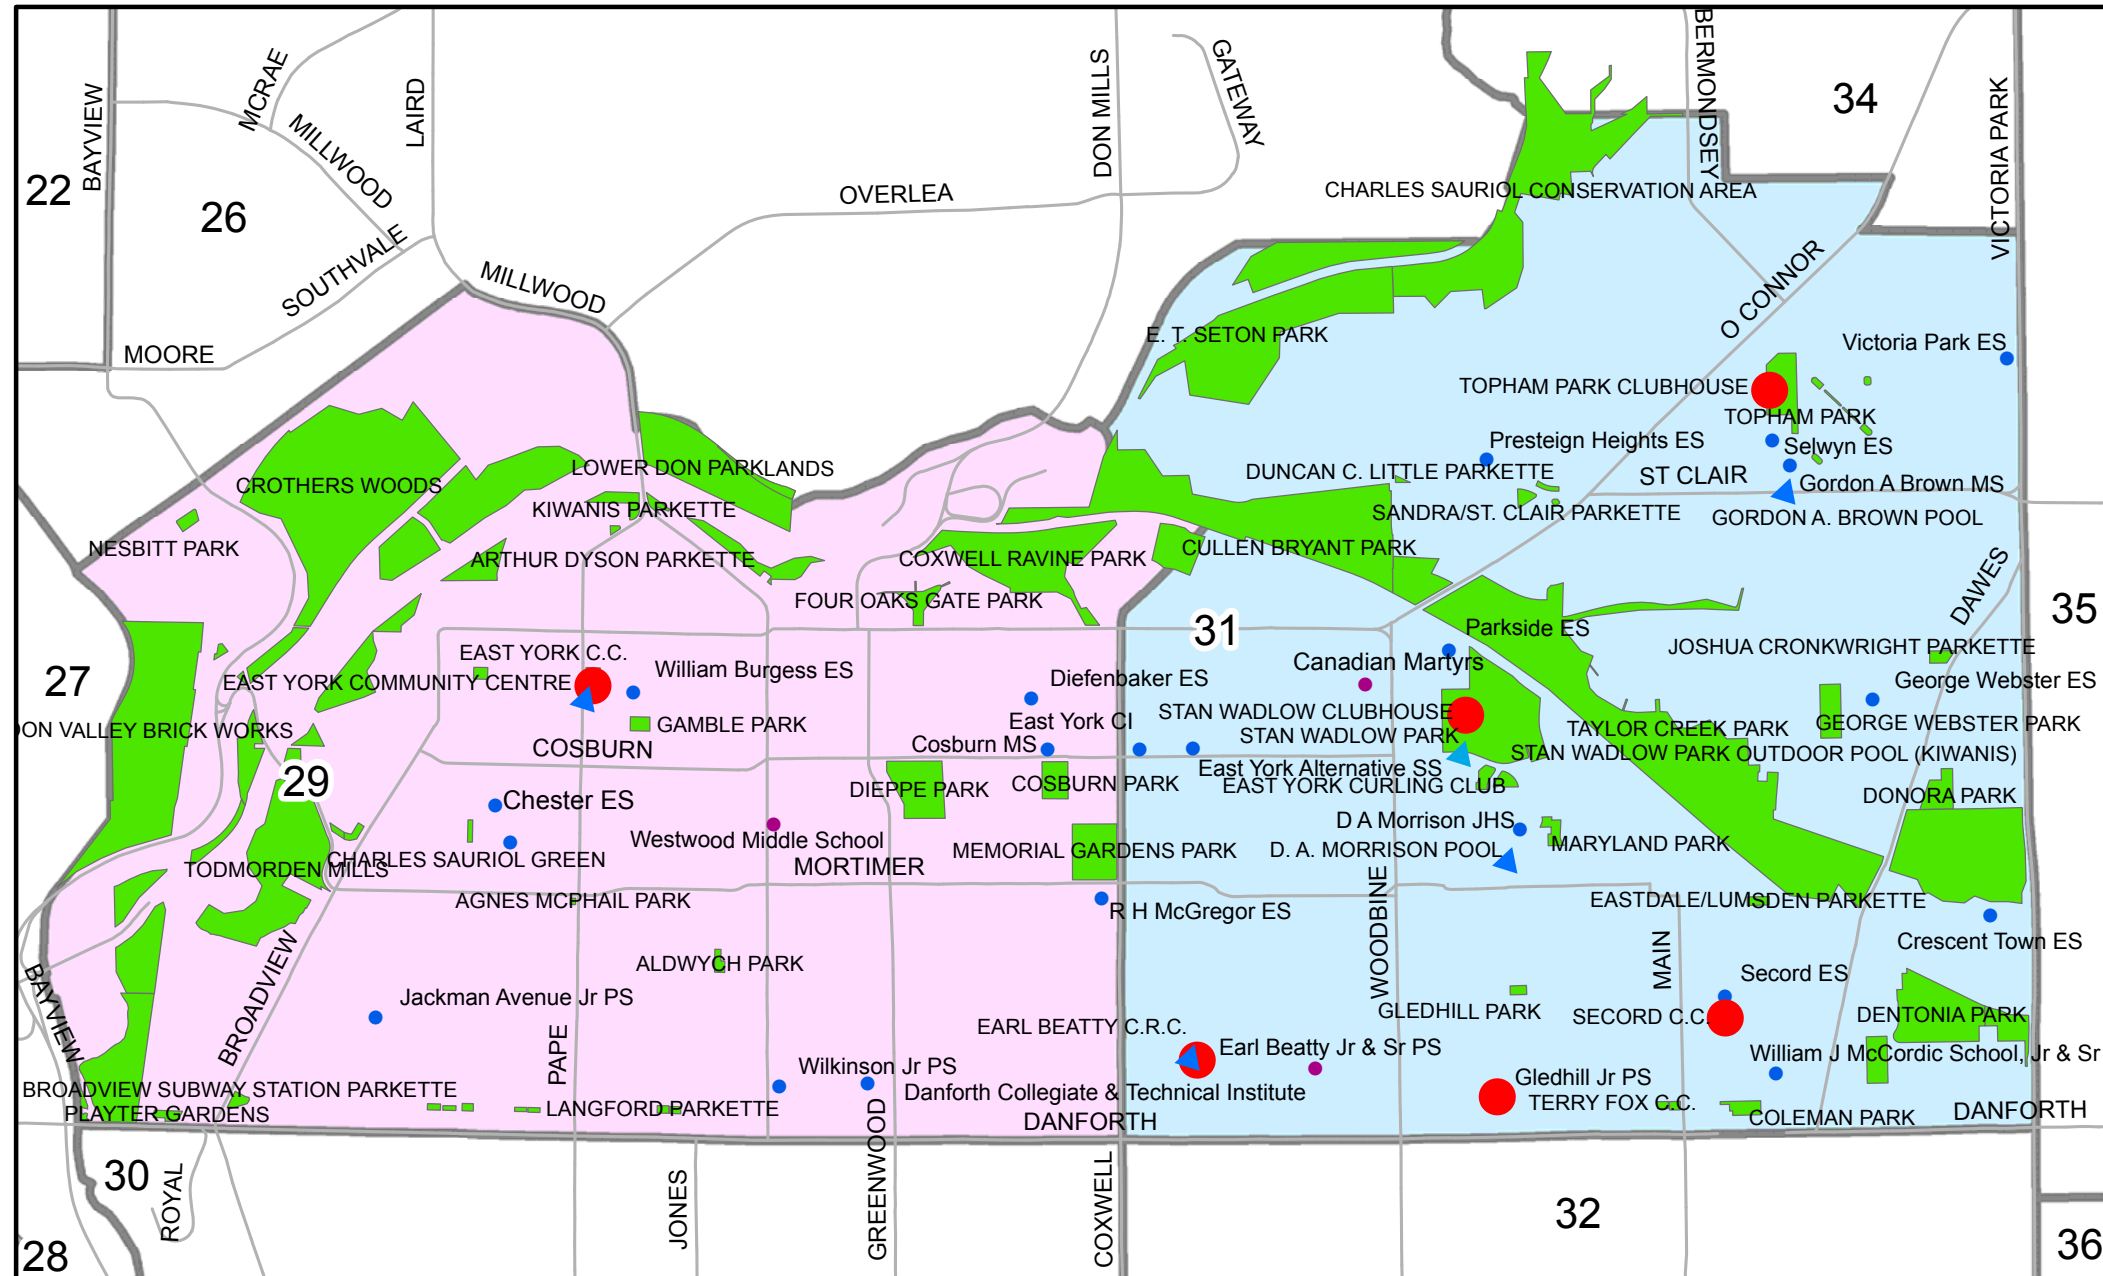 BERMONDSEY
GATEWAY
MCRAE
LAIRD
DON MILLS
VICTORIA PARK
BAYVIEW
34
MILLWOOD
22
26
OVERLEA
CHARLES SAURIOL CONSERVATION AREA
SOUTHVALE
MILLWOOD
O CONNOR
MOORE
E. T. SETON PARK
Victoria Park ES
TOPHAM PARK CLUBHOUSE
TOPHAM PARK
Presteign Heights ES
Selwyn ES
LOWER DON PARKLANDS
DUNCAN C. LITTLE PARKETTE
ST CLAIR
CROTHERS WOODS
Gordon A Brown MS
KIWANIS PARKETTE
SANDRA/ST. CLAIR PARKETTE
GORDON A. BROWN POOL
NESBITT PARK
ARTHUR DYSON PARKETTE
COXWELL RAVINE PARK
CULLEN BRYANT PARK
DAWES
FOUR OAKS GATE PARK
35
31
Parkside ES
JOSHUA CRONKWRIGHT PARKETTE
EAST YORK C.C.
William Burgess ES
Canadian Martyrs
27
EAST YORK COMMUNITY CENTRE
Diefenbaker ES
George Webster ES
STAN WADLOW CLUBHOUSE
GAMBLE PARK
East York CI
DON VALLEY BRICK WORKS
STAN WADLOW PARK
TAYLOR CREEK PARK
GEORGE WEBSTER PARK
COSBURN
Cosburn MS
STAN WADLOW PARK OUTDOOR POOL (KIWANIS)
East York Alternative SS
29
DIEPPE PARK
COSBURN PARK
EAST YORK CURLING CLUB
DONORA PARK
Chester ES
D A Morrison JHS
Westwood Middle School
MEMORIAL GARDENS PARK
D. A. MORRISON POOL
MARYLAND PARK
CHARLES SAURIOL GREEN
TODMORDEN MILLS
MORTIMER
AGNES MCPHAIL PARK
R H McGregor ES
EASTDALE/LUMSDEN PARKETTE
WOODBINE
MAIN
Crescent Town ES
ALDWYCH PARK
Secord ES
BROADVIEW
BAYVIEW
Jackman Avenue Jr PS
GLEDHILL PARK
SECORD C.C.
DENTONIA PARK
EARL BEATTY C.R.C.
PAPE
Earl Beatty Jr & Sr PS
William J McCordic School, Jr & Sr
Wilkinson Jr PS
Gledhill Jr PS
BROADVIEW SUBWAY STATION PARKETTE
Danforth Collegiate & Technical Institute
TERRY FOX C.C.
PLAYTER GARDENS
LANGFORD PARKETTE
DANFORTH
COLEMAN PARK
DANFORTH
GREENWOOD
30
ROYAL
JONES
COXWELL
32
28
36